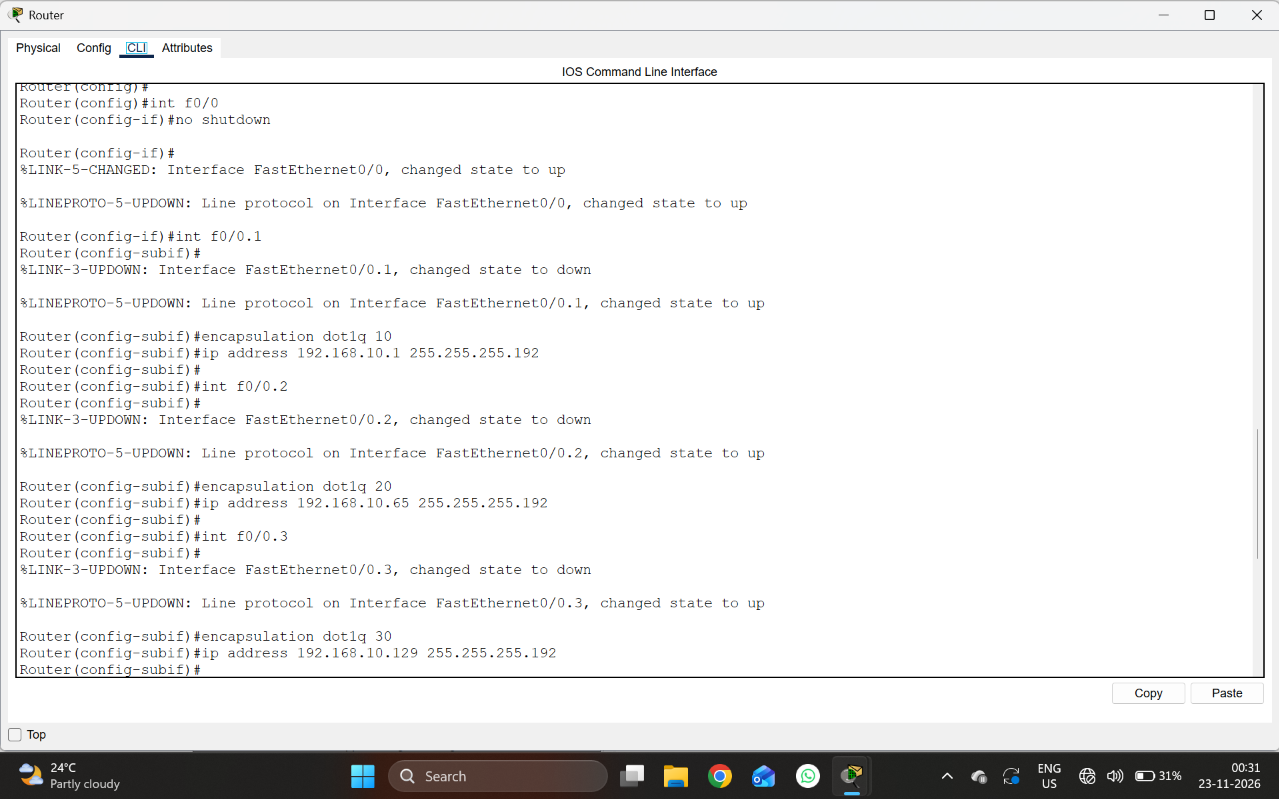 Router
Physical Config CLI Attributes
IOS Command Line Interface
Router(config)#
Router(config)#int f0/0
Router(config-if)#no shutdown
Router(config-if)#
%LINK-5-CHANGED: Interface FastEthernet0/0, changed state to up
%LINEPROTO-5-UPDOWN: Line protocol on Interface FastEthernet0/0, changed state to up
Router(config-if)#int f0/0.1
Router(config-subif)#
%LINK-3-UPDOWN: Interface FastEthernet0/0.1, changed state to down
%LINEPROTO-5-UPDOWN: Line protocol on Interface FastEthernet0/0.1, changed state to up
Router(config-subif)#encapsulation dot1q 10
Router(config-subif)#ip address 192.168.10.1 255.255.255.192
Router(config-subif)#
Router(config-subif)#int f0/0.2
Router(config-subif)#
%LINK-3-UPDOWN: Interface FastEthernet0/0.2, changed state to down
%LINEPROTO-5-UPDOWN: Line protocol on Interface FastEthernet0/0.2, changed state to up
Router(config-subif)#encapsulation dot1q 20
Router(config-subif)#ip address 192.168.10.65 255.255.255.192
Router(config-subif)#
Router(config-subif)#int f0/0.3
Router(config-subif)#
%LINK-3-UPDOWN: Interface FastEthernet0/0.3, changed state to down
%LINEPROTO-5-UPDOWN: Line protocol on Interface FastEthernet0/0.3, changed state to up
Router(config-subif)#encapsulation dot1q 30
Router(config-subif)#ip address 192.168.10.129 255.255.255.192
Router(config-subif)#
Copy Paste
Top
24°C
Partly cloudy
Search
ENG
US
31%
00:31
23-11-2026